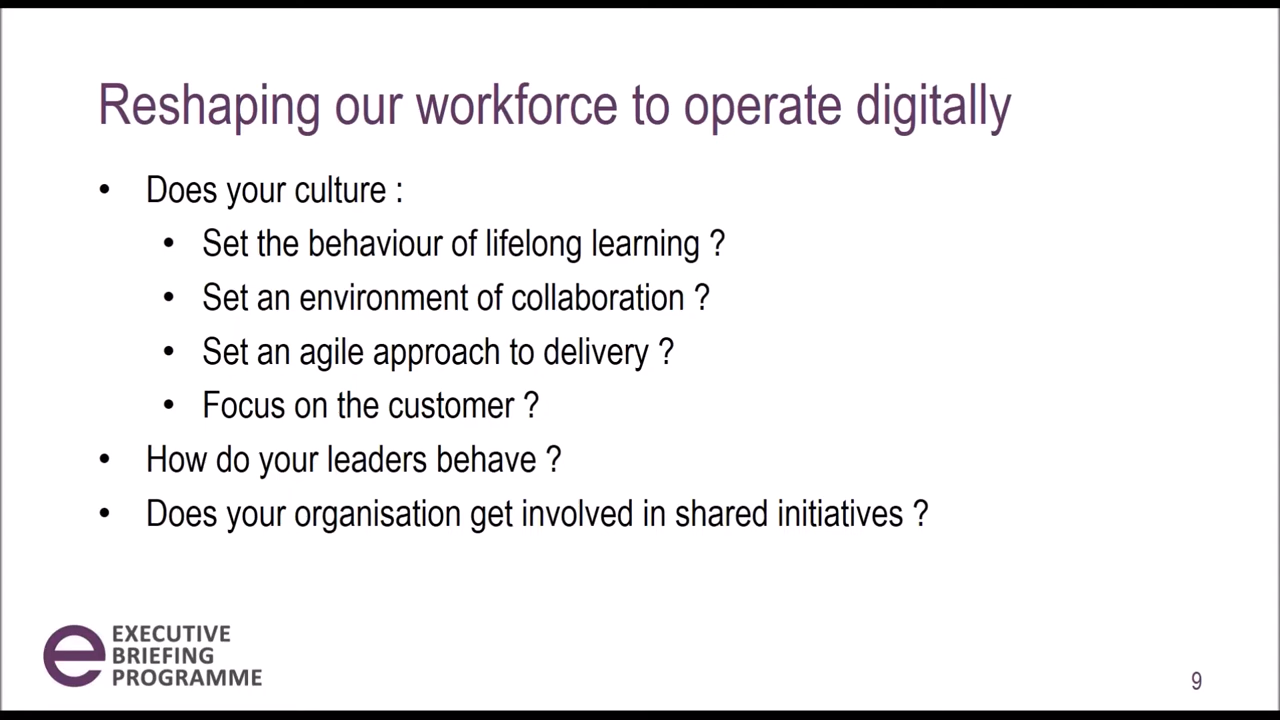 Reshaping our workforce to operate digitally
• Does your culture :
• Set the behaviour of lifelong learning ?
• Set an environment of collaboration ?
• Set an agile approach to delivery ?
• Focus on the customer ?
• How do your leaders behave ?
• Does your organisation get involved in shared initiatives ?
e
EXECUTIVE
BRIEFING
PROGRAMME
9